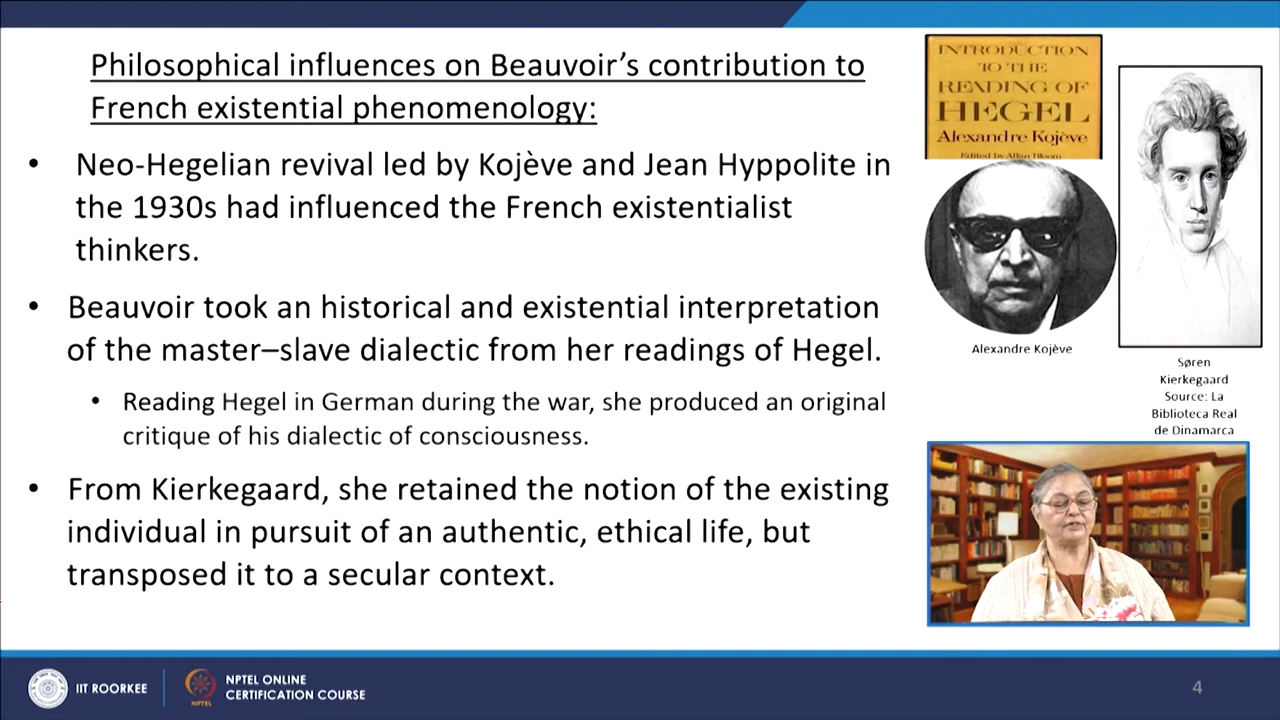 Philosophical influences on Beauvoir's contribution to
French existential phenomenology:
• Neo-Hegelian revival led by Kojève and Jean Hyppolite in
the 1930s had influenced the French existentialist
thinkers.
• Beauvoir took an historical and existential interpretation
of the master–slave dialectic from her readings of Hegel.
• Reading Hegel in German during the war, she produced an original
critique of his dialectic of consciousness.
• From Kierkegaard, she retained the notion of the existing
individual in pursuit of an authentic, ethical life, but
transposed it to a secular context.
INTRODUCTION
TO THE
READING OF
HEGEL
Alexandre Kojève
Edited by Allan Bloom
Alexandre Kojève
Søren
Kierkegaard
Source: La
Biblioteca Real
de Dinamarca
IIT ROORKEE
NPTEL
NPTEL ONLINE
CERTIFICATION COURSE
4